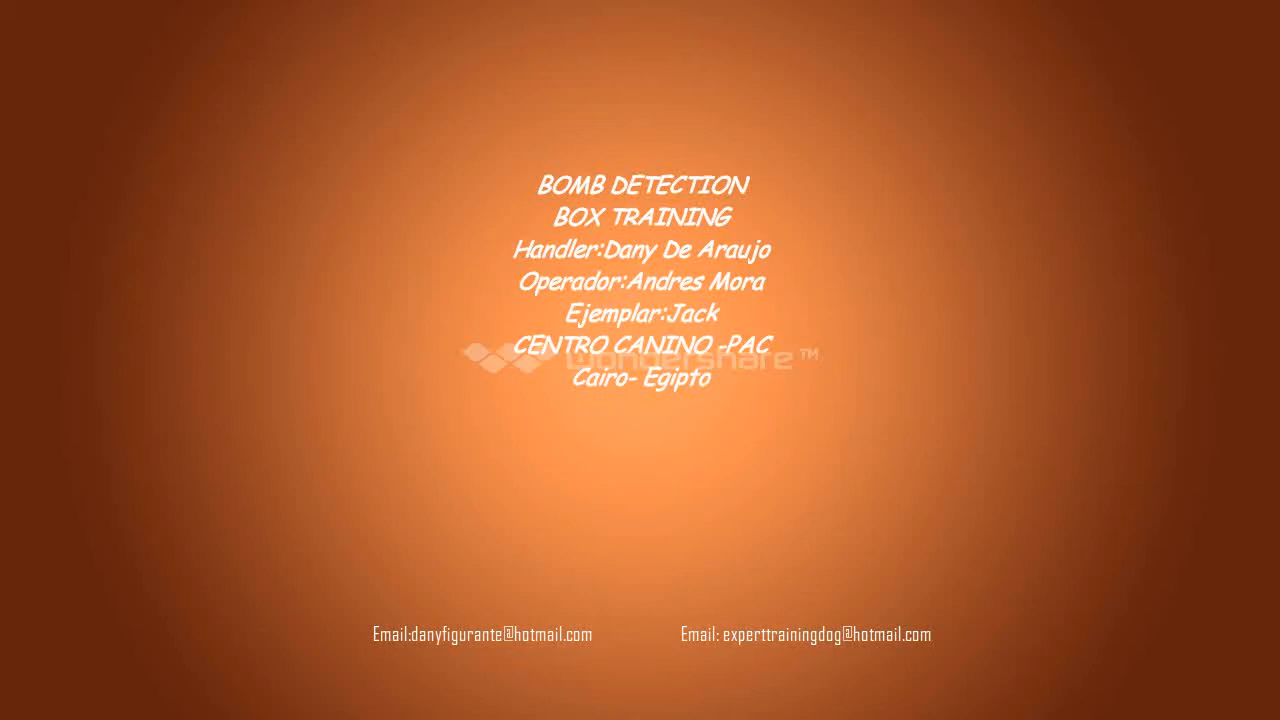 BOMB DETECTION
BOX TRAINING
Handler:Dany De Araujo
Operador:Andres Mora
Ejemplar:Jack
CENTRO CANINO -PAC
wondershare™
Cairo- Egipto
Email:danyfigurante@hotmail.com
Email: experttrainingdog@hotmail.com